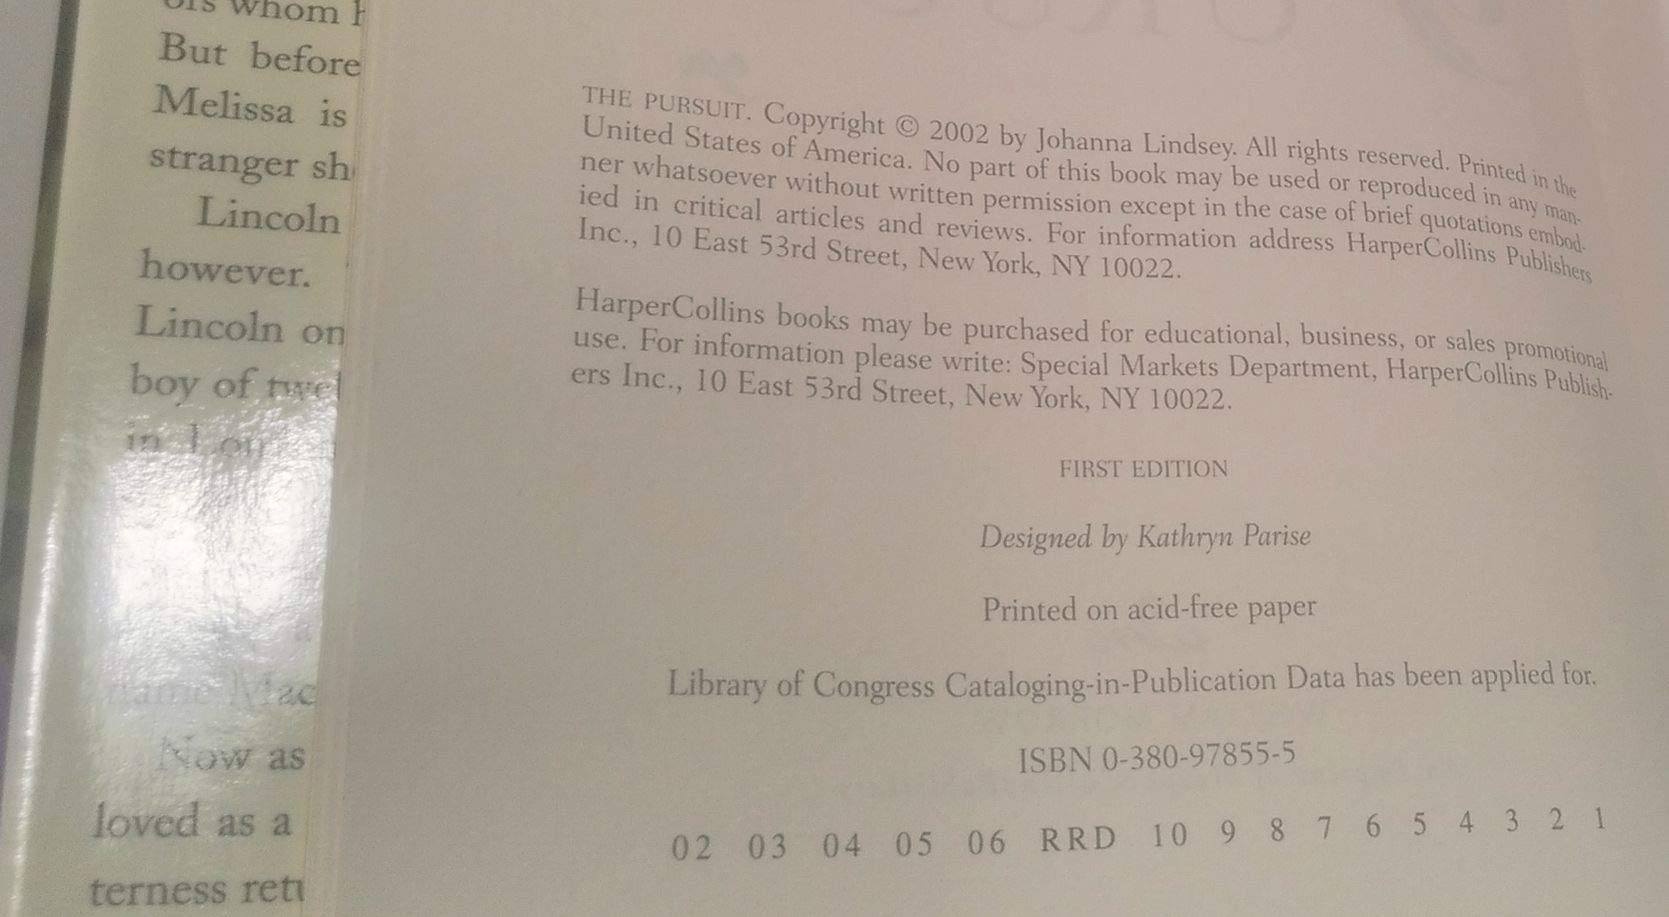 whom
But before
Melissa is
stranger
Lincoln
however.
Lincoln on
boy of
in
name Mac
Now as
loved as a
terness
THE PURSUIT. Copyright © 2002 by Johanna Lindsey. All rights reserved. Printed in the
United States of America. No part of this book may be used or reproduced in any man-
ner whatsoever without written permission except in the case of brief quotations embod-
ied in critical articles and reviews. For information address HarperCollins Publishers
Inc., 10 East 53rd Street, New York, NY 10022.
HarperCollins books may be purchased for educational, business, or sales promotional
use. For information please write: Special Markets Department, HarperCollins Publish-
ers Inc., 10 East 53rd Street, New York, NY 10022.
FIRST EDITION
Designed by Kathryn Parise
Printed on acid-free paper
Library of Congress Cataloging-in-Publication Data has been applied for.
ISBN 0-380-97855-5
02 03 04 05 06 RRD 10 9 8 7 6 5 4 3 2 1